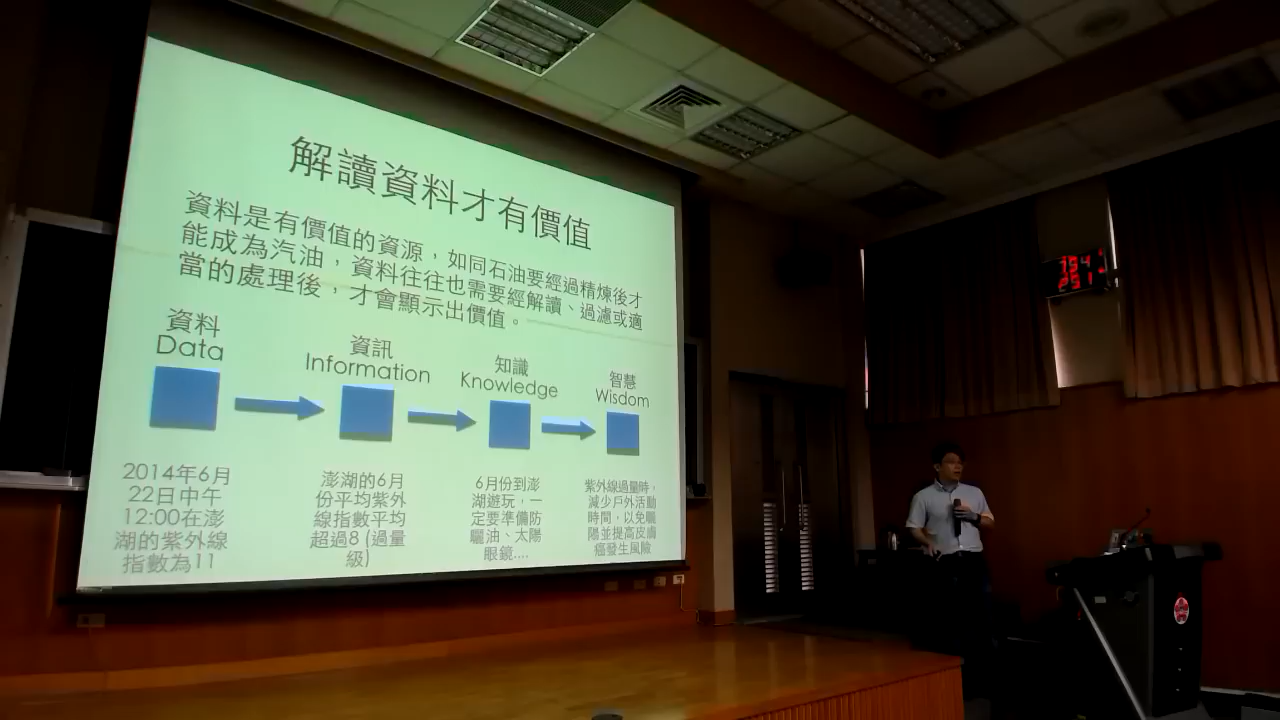 解讀資料才有價值
資料是有價值的資源，如同石油要經過精煉後才
能成為汽油，資料往往也需要經解讀、過濾或適
當的處理後，才會顯示出價值。
資料
Data
資訊
Information
知識
Knowledge
智慧
Wisdom
2014年6月
22日中午
12:00在澎
湖的紫外線
指數為11
澎湖的6月
份平均紫外
線指數平均
超過8 (過量
級)
6月份到澎
湖遊玩，一
定要準備防
曬油、太陽
眼鏡....
紫外線過量時，
減少戶外活動
時間，以免曬
陽並提高皮膚
癌發生風險